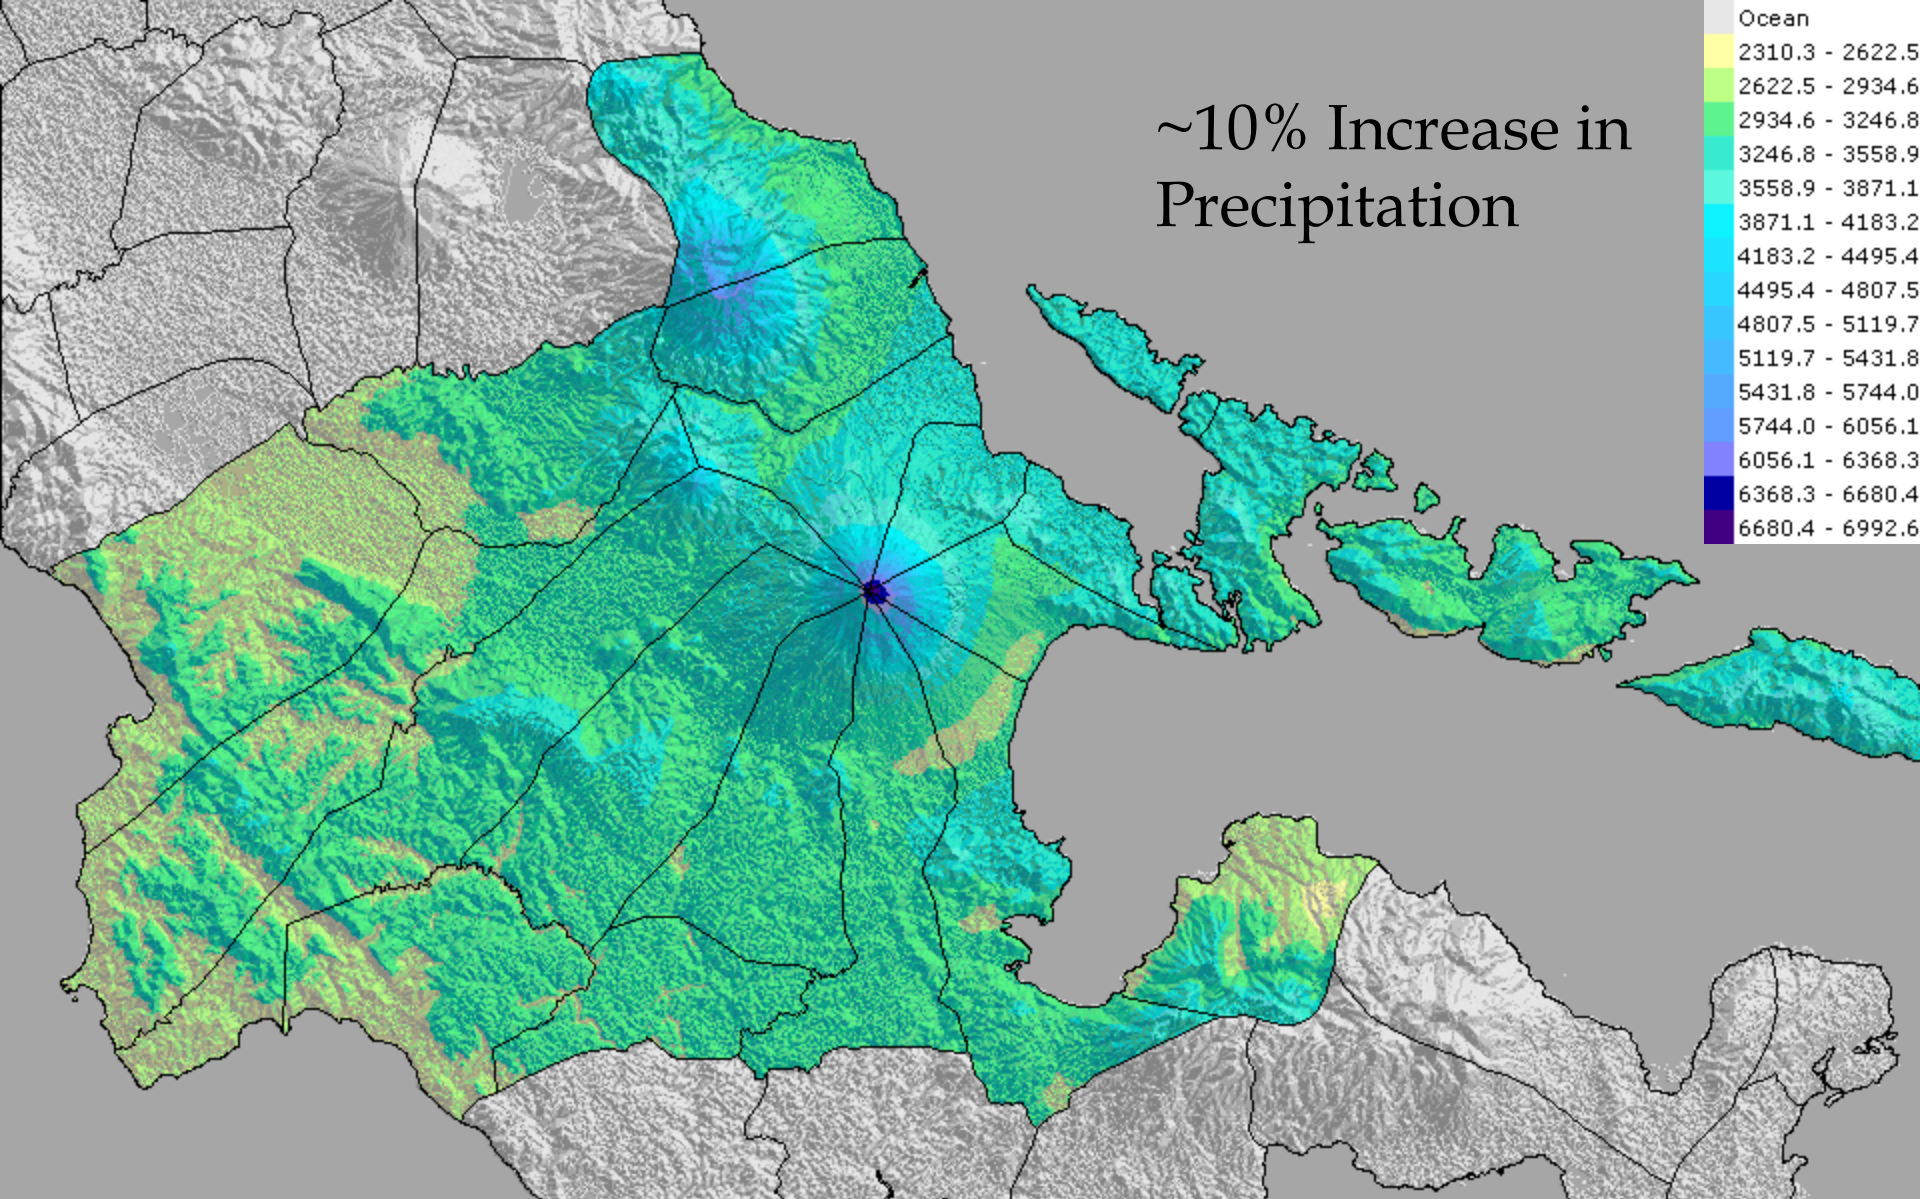 ~10% Increase in
Precipitation
Ocean
2310.3 - 2622.5
2622.5 - 2934.6
2934.6 - 3246.8
3246.8 - 3558.9
3558.9 - 3871.1
3871.1 - 4183.2
4183.2 - 4495.4
4495.4 - 4807.5
4807.5 - 5119.7
5119.7 - 5431.8
5431.8 - 5744.0
5744.0 - 6056.1
6056.1 - 6368.3
6368.3 - 6680.4
6680.4 - 6992.6